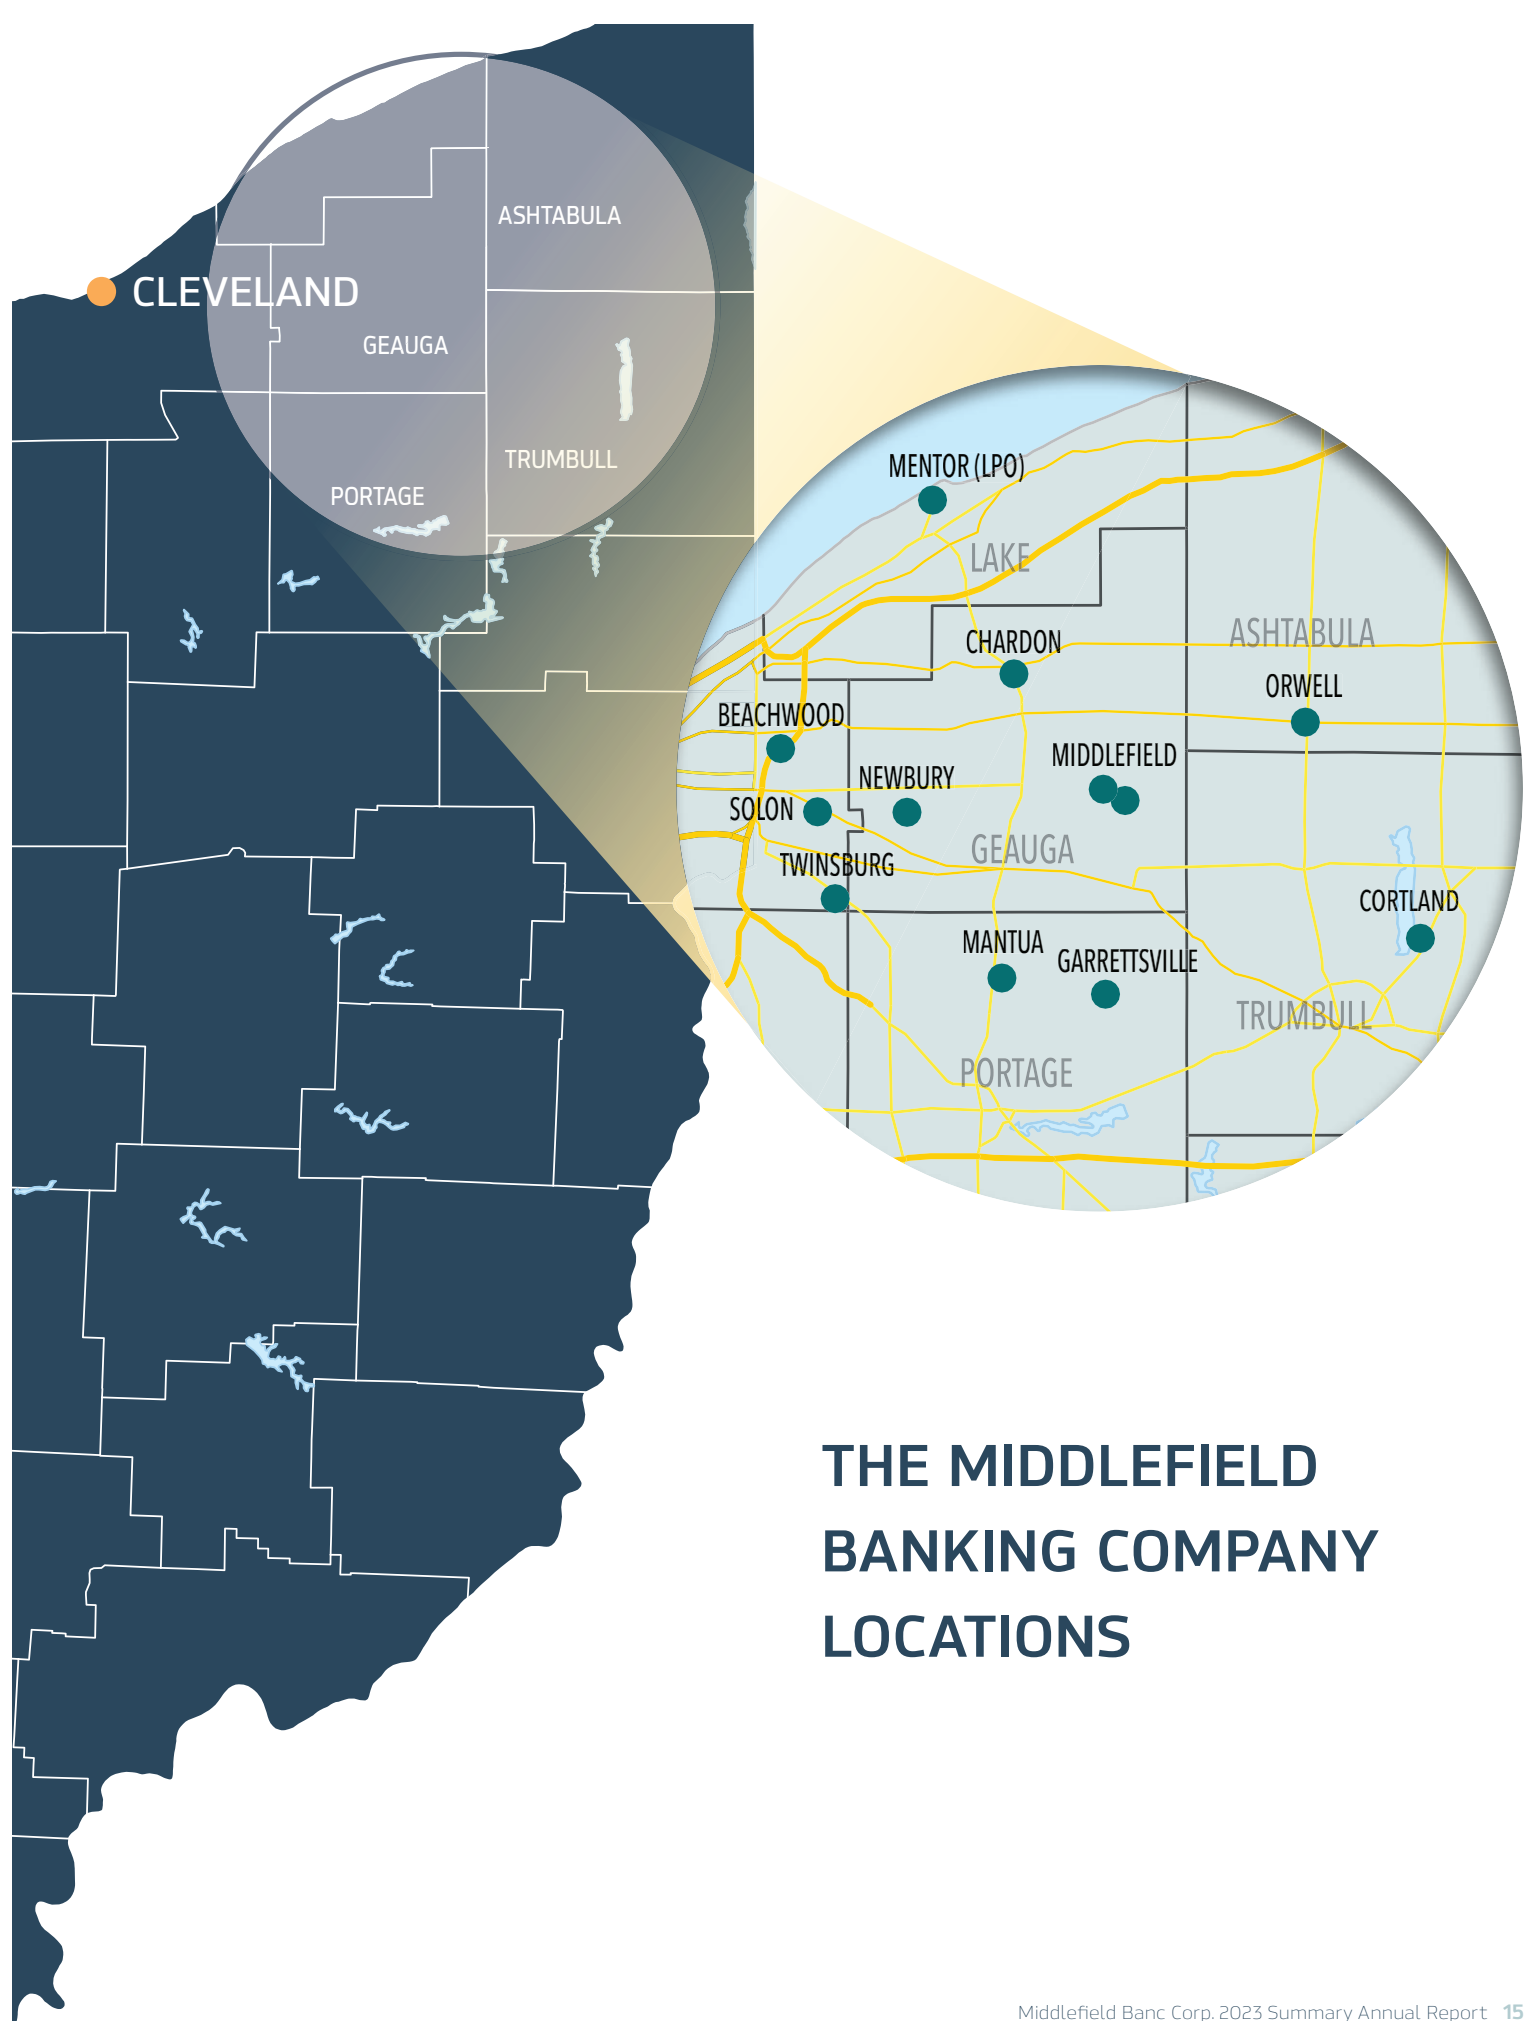 ASHTABULA
CLEVELAND
GEAUGA
TRUMBULL
PORTAGE
MENTOR (LPO)
LAKE
ASHTABULA
CHARDON
ORWELL
BEACHWOOD
MIDDLEFIELD
NEWBURY
SOLON
GEAUGA
TWINSBURG
CORTLAND
MANTUA
GARRETTSVILLE
TRUMBULL
PORTAGE
THE MIDDLEFIELD
BANKING COMPANY
LOCATIONS
Middlefield Banc Corp. 2023 Summary Annual Report 15